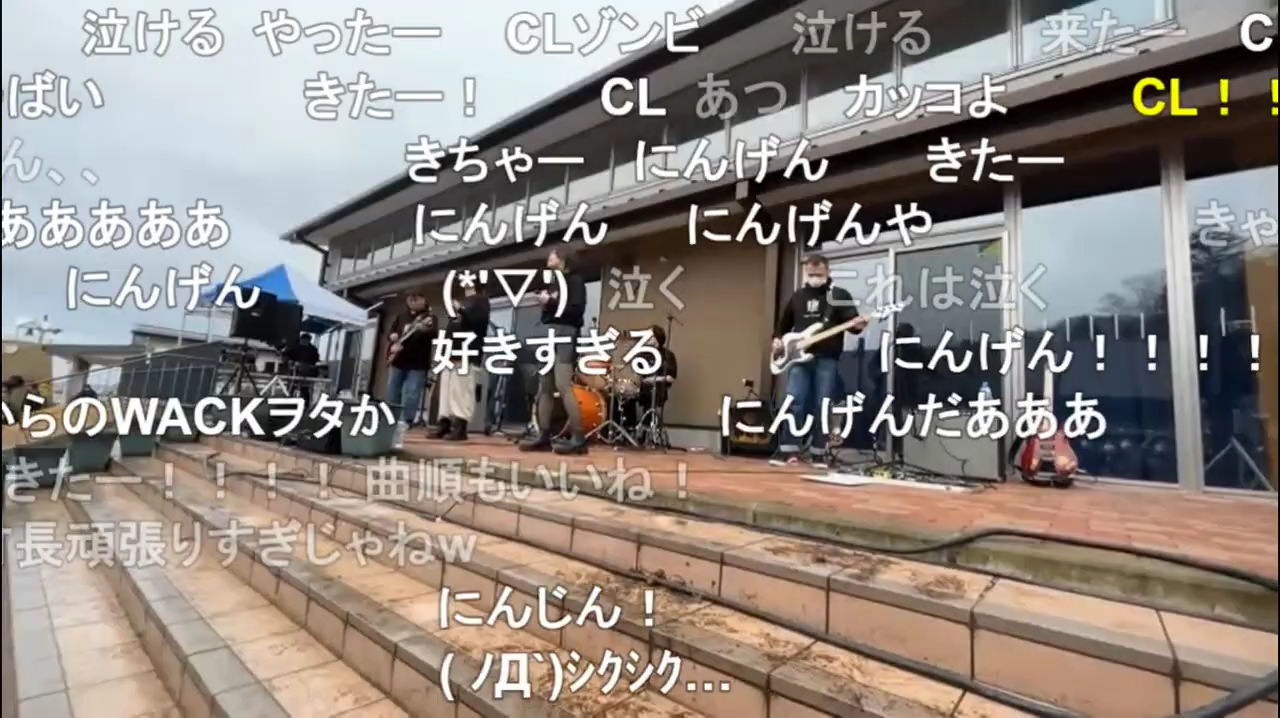 泣ける やったー CLゾンビ 泣ける 来たー C
ばい きたー！ CL あつ カッコよ CL！！
ん、、 きちゃー にんげん きたー
ああああああ にんげん にんげんや きゃ
にんげん (*'▽') 泣く これは泣く
好きすぎる にんげん！！！！
からのWACKヲタか にんげんだあああ
きたー！！！！ 曲順もいいね！
長頑張りすぎじゃねw
にんじん！
( ﾉД`)ｼｸｼｸ…